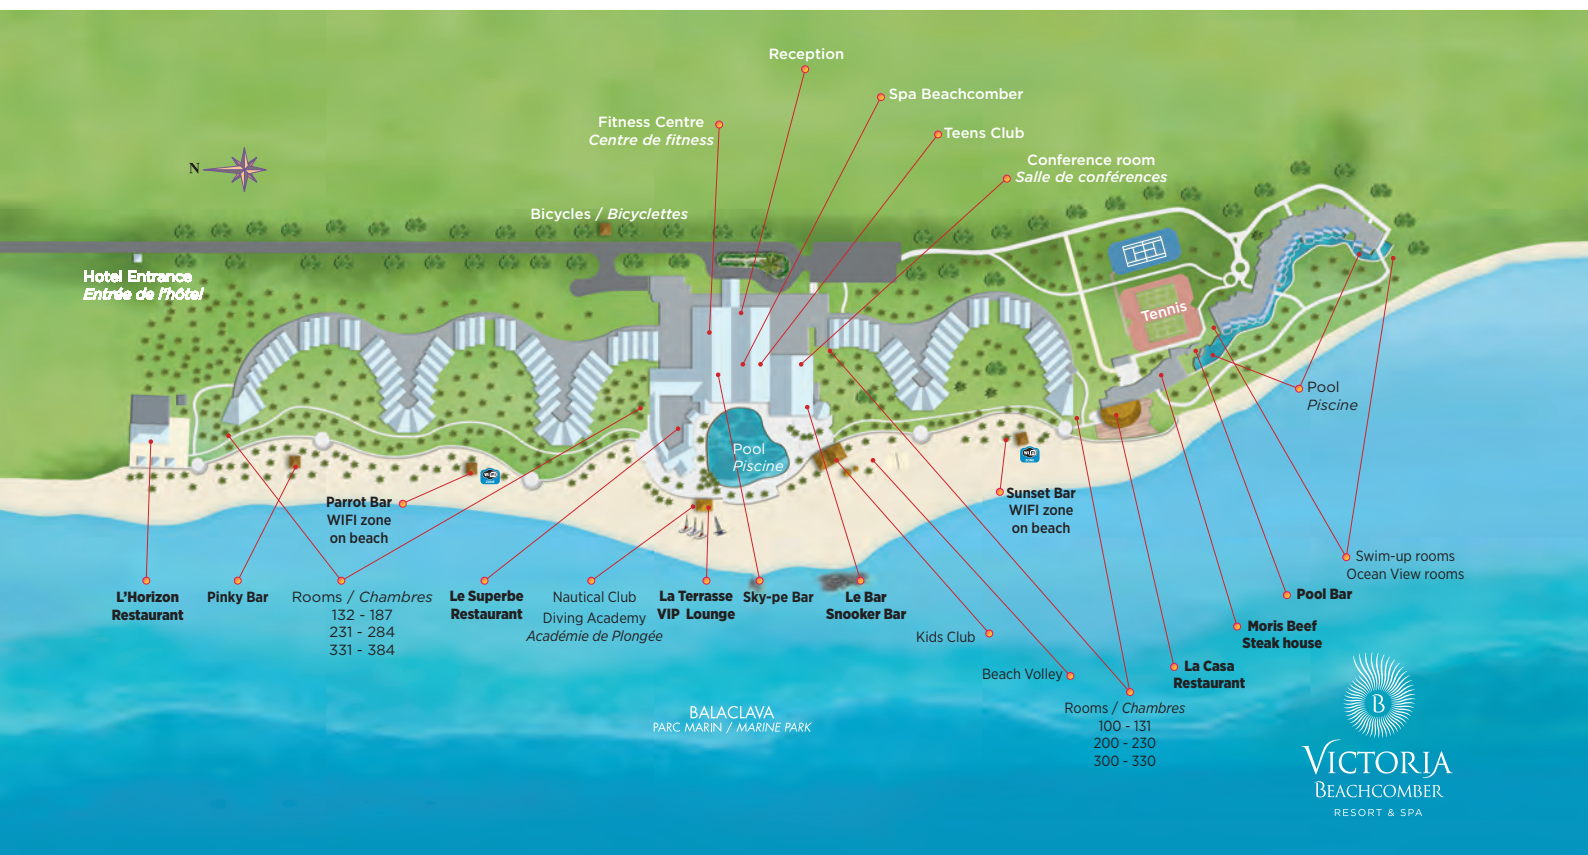 Reception
Spa Beachcomber
Fitness Centre
Centre de fitness
Teens Club
Conference room
Salle de conférences
N
Bicycles / Bicyclettes
Hotel Entrance
Entrée de l'hôtel
Tennis
Pool
Piscine
Pool
Piscine
Parrot Bar
WIFI zone
on beach
Sunset Bar
WIFI zone
on beach
Swim-up rooms
Ocean View rooms
L'Horizon
Restaurant
Pinky Bar
Rooms / Chambres
132 - 187
231 - 284
331 - 384
Le Superbe
Restaurant
Nautical Club
Diving Academy
Académie de Plongée
La Terrasse
VIP Lounge
Sky-pe Bar
Le Bar
Snooker Bar
Kids Club
Beach Volley
Rooms / Chambres
100 - 131
200 - 230
300 - 330
La Casa
Restaurant
Moris Beef
Steak house
Pool Bar
BALACLAVA
PARC MARIN / MARINE PARK
B
VICTORIA
BEACHCOMBER
RESORT & SPA